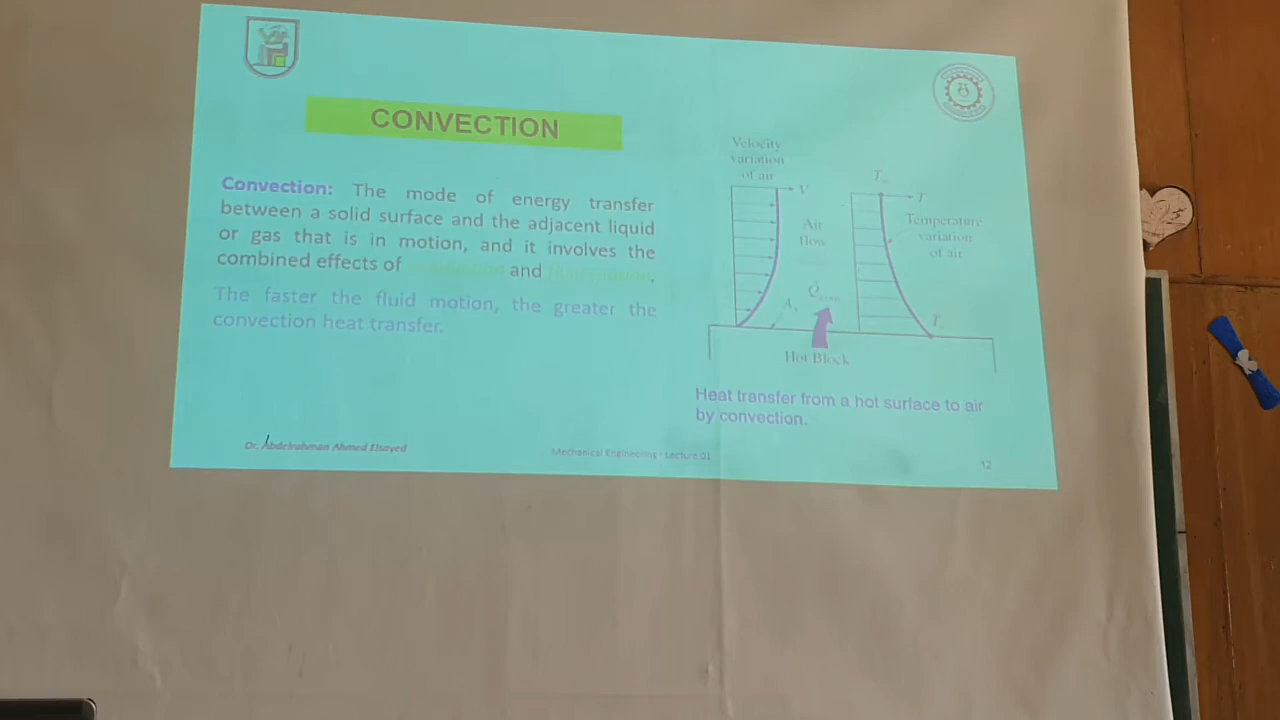 CONVECTION
Convection: The mode of energy transfer
between a solid surface and the adjacent liquid
or gas that is in motion, and it involves the
combined effects of and fluid motion.
The faster the fluid motion, the greater the
convection heat transfer.
Velocity
variation
of air
V
T
Air
flow
Temperature
variation
of air
Hot Block
Heat transfer from a hot surface to air
by convection.
Dr. Abdelrahman Ahmed Elsayed
Mechanical Engineering - Lecture 01
12